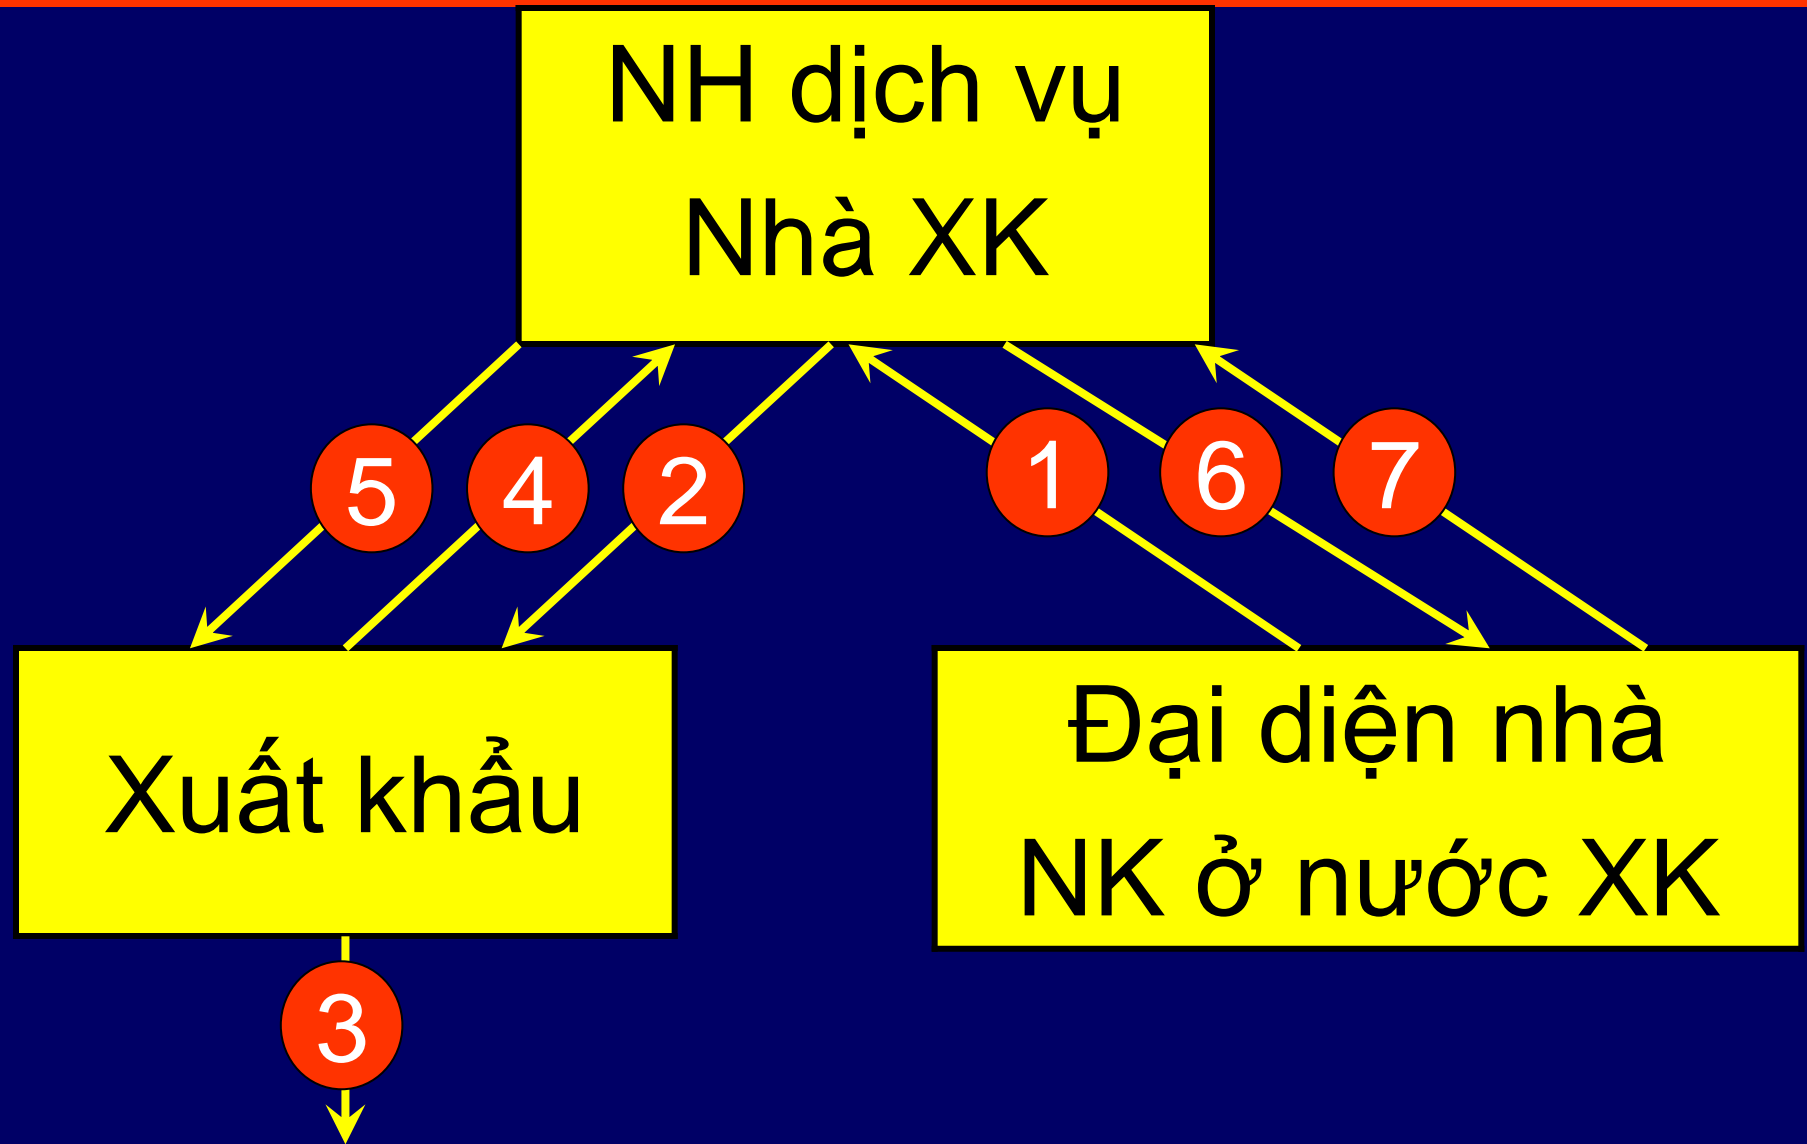 NH dịch vụ
Nhà XK
5 4 2 1 6 7
Xuất khẩu
Đại diện nhà
NK ở nước XK
3